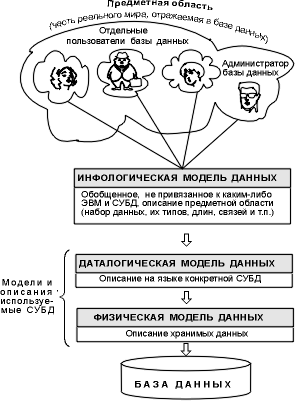 Предметная область
(часть реального мира, отражаемая в базе данных)
Отдельные
пользователи базы данных
Администратор
базы данных
ИНФОЛОГИЧЕСКАЯ МОДЕЛЬ ДАННЫХ
Обобщенное, не привязанное к каким-либо
ЭВМ и СУБД, описание предметной области
(набор данных, их типов, длин, связей и т.п.)
ДАТАЛОГИЧЕСКАЯ МОДЕЛЬ ДАННЫХ
Описание на языке конкретной СУБД
Модели и
описания
используе-
мые СУБД
ФИЗИЧЕСКАЯ МОДЕЛЬ ДАННЫХ
Описание хранимых данных
БАЗА ДАННЫХ